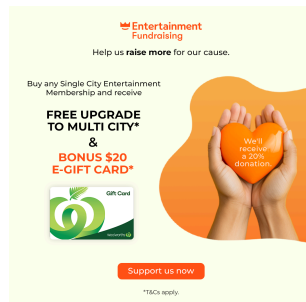 Entertainment
Fundraising
Help us raise more for our cause.
Buy any Single City Entertainment
Membership and receive
FREE UPGRADE
TO MULTI CITY*
&
BONUS $20
E-GIFT CARD*
Gift Card
woolworths
We'll
receive
a 20%
donation.
Support us now
*T&Cs apply.